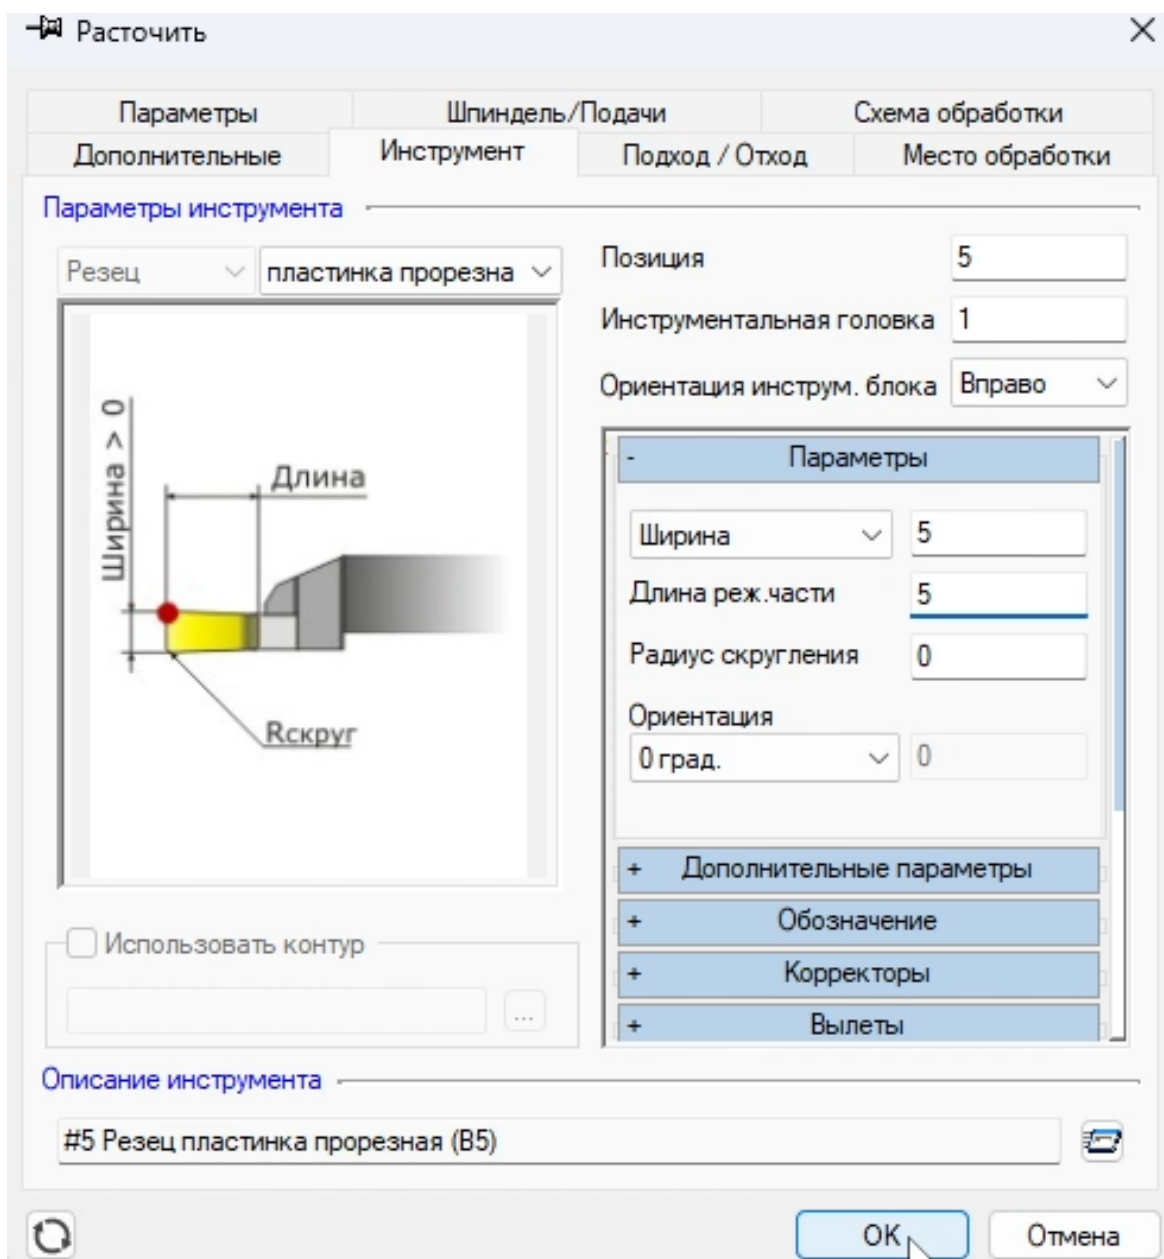 Расточить
Параметры Шпиндель/Подачи Схема обработки
Дополнительные Инструмент Подход / Отход Место обработки
Параметры инструмента
Резец пластинка прорезна
Ширина > 0
Длина
Rскруг
Позиция 5
Инструментальная головка 1
Ориентация инструм. блока Вправо
- Параметры
Ширина 5
Длина реж.части 5
Радиус скругления 0
Ориентация
0 град. 0
+ Дополнительные параметры
+ Обозначение
+ Корректоры
+ Вылеты
Использовать контур
...
Описание инструмента
#5 Резец пластинка прорезная (B5)
OK Отмена